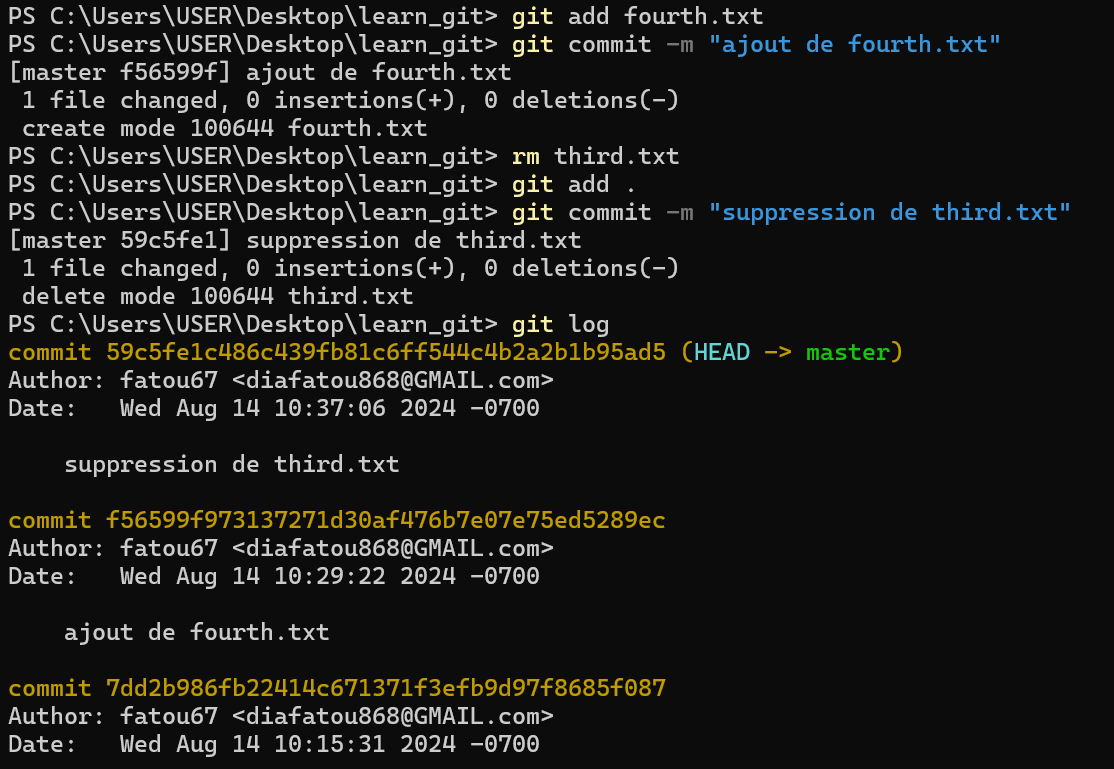 PS C:\Users\USER\Desktop\learn_git> git add fourth.txt
PS C:\Users\USER\Desktop\learn_git> git commit -m "ajout de fourth.txt"
[master f56599f] ajout de fourth.txt
 1 file changed, 0 insertions(+), 0 deletions(-)
 create mode 100644 fourth.txt
PS C:\Users\USER\Desktop\learn_git> rm third.txt
PS C:\Users\USER\Desktop\learn_git> git add .
PS C:\Users\USER\Desktop\learn_git> git commit -m "suppression de third.txt"
[master 59c5fe1] suppression de third.txt
 1 file changed, 0 insertions(+), 0 deletions(-)
 delete mode 100644 third.txt
PS C:\Users\USER\Desktop\learn_git> git log
commit 59c5fe1c486c439fb81c6ff544c4b2a2b1b95ad5 (HEAD -> master)
Author: fatou67 <diafatou868@GMAIL.com>
Date:   Wed Aug 14 10:37:06 2024 -0700

    suppression de third.txt

commit f56599f973137271d30af476b7e07e75ed5289ec
Author: fatou67 <diafatou868@GMAIL.com>
Date:   Wed Aug 14 10:29:22 2024 -0700

    ajout de fourth.txt

commit 7dd2b986fb22414c671371f3efb9d97f8685f087
Author: fatou67 <diafatou868@GMAIL.com>
Date:   Wed Aug 14 10:15:31 2024 -0700